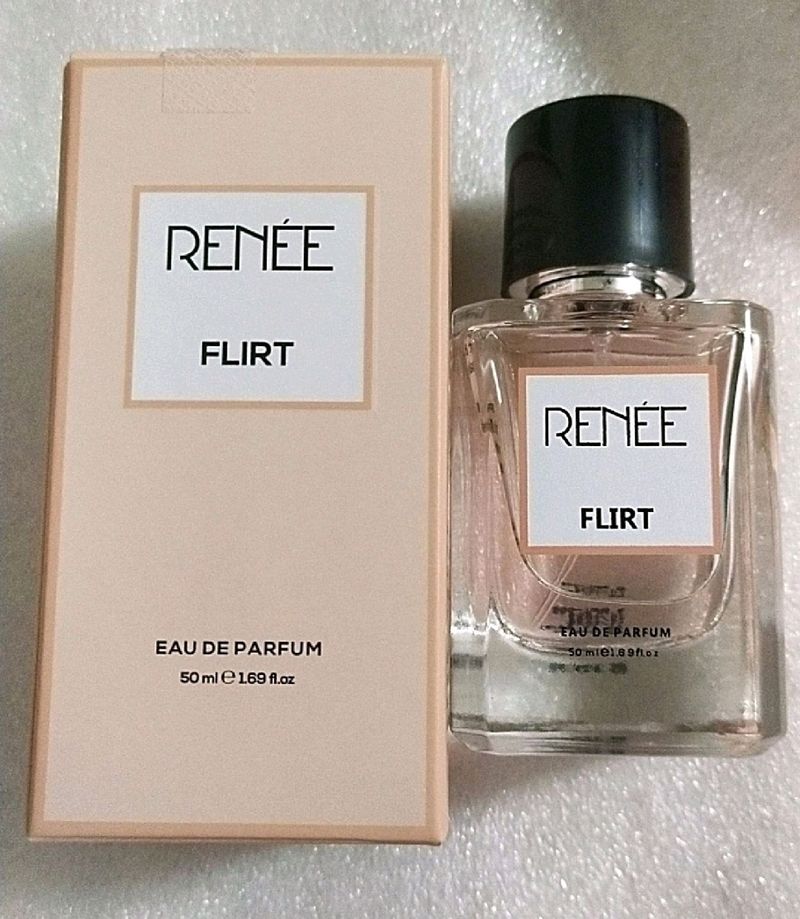 RENÉE
FLIRT
EAU DE PARFUM
50 ml ℮ 1.69 fl.oz
RENÉE
FLIRT
EAU DE PARFUM
50 ml ℮ 1.69 fl.oz